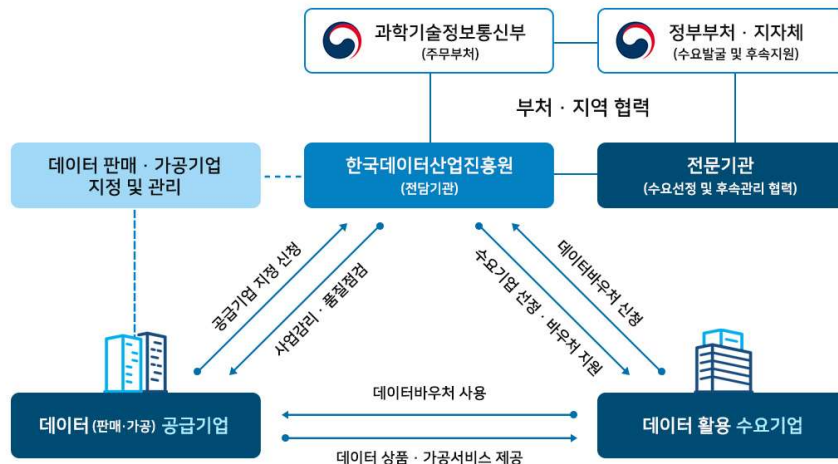 과학기술정보통신부
(주무부처)
정부부처 · 지자체
(수요발굴 및 후속지원)
부처 · 지역 협력
데이터 판매 · 가공기업
지정 및 관리
한국데이터산업진흥원
(전담기관)
전문기관
(수요선정 및 후속관리 협력)
공급기업 지정 신청
사업감리 · 품질점검
수요기업 선정 · 바우처 지원
데이터바우처 신청
데이터 (판매·가공) 공급기업
데이터바우처 사용
데이터 상품 · 가공서비스 제공
데이터 활용 수요기업